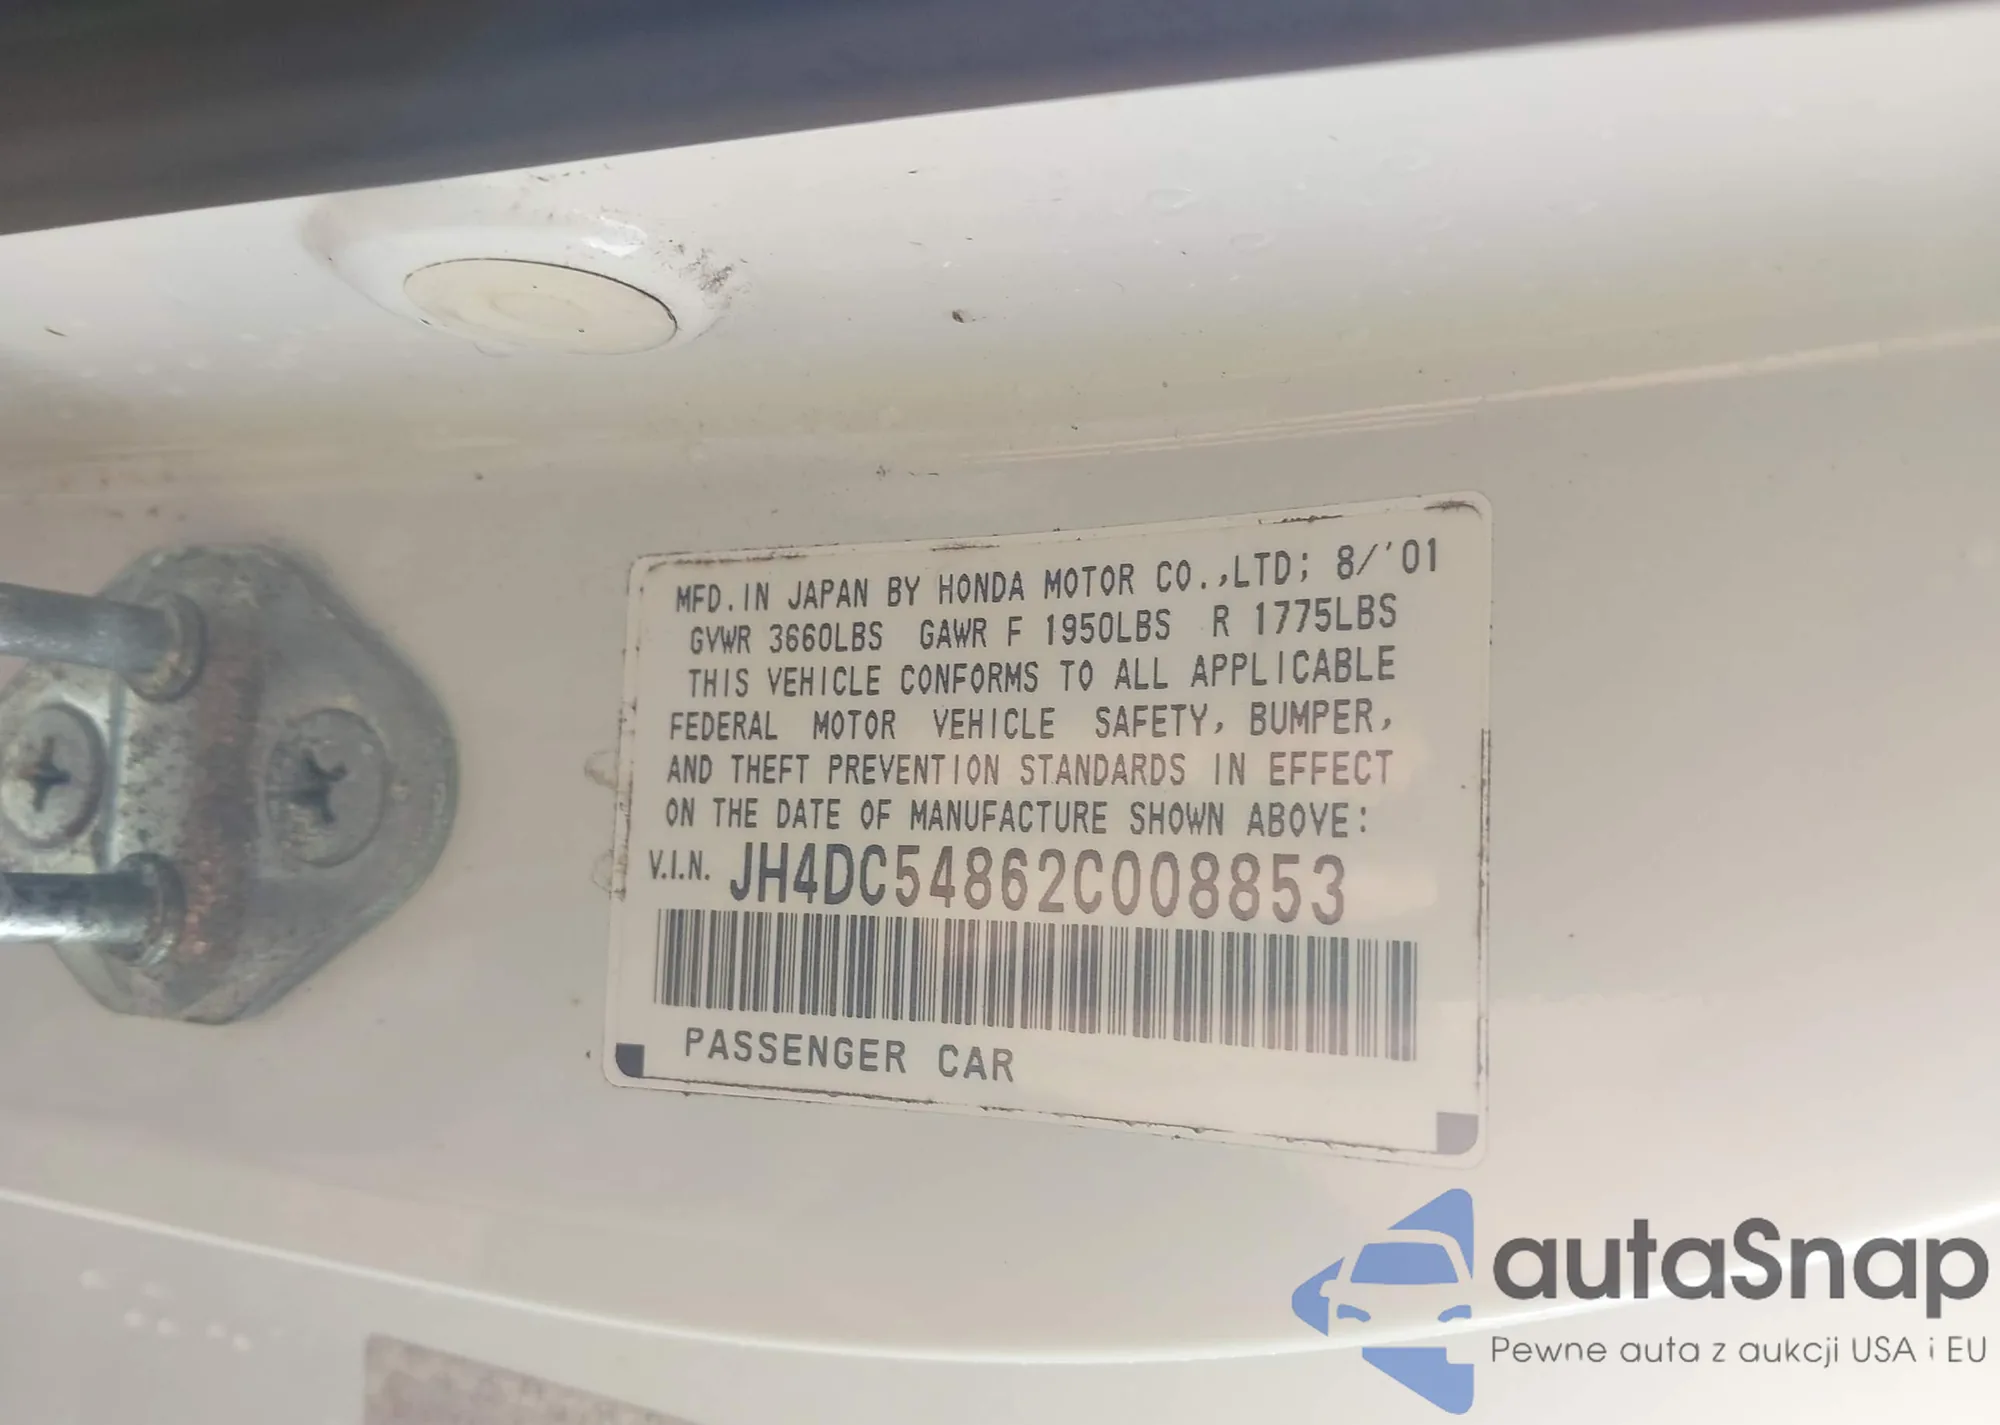 MFD. IN JAPAN BY HONDA MOTOR CO.,LTD; 8/'01
GVWR 3660LBS GAWR F 1950LBS R 1775LBS
THIS VEHICLE CONFORMS TO ALL APPLICABLE
FEDERAL MOTOR VEHICLE SAFETY, BUMPER,
AND THEFT PREVENTION STANDARDS IN EFFECT
ON THE DATE OF MANUFACTURE SHOWN ABOVE:
V.I.N. JH4DC54862C008853
PASSENGER CAR
autaSnap
Pewne auta z aukcji USA i EU